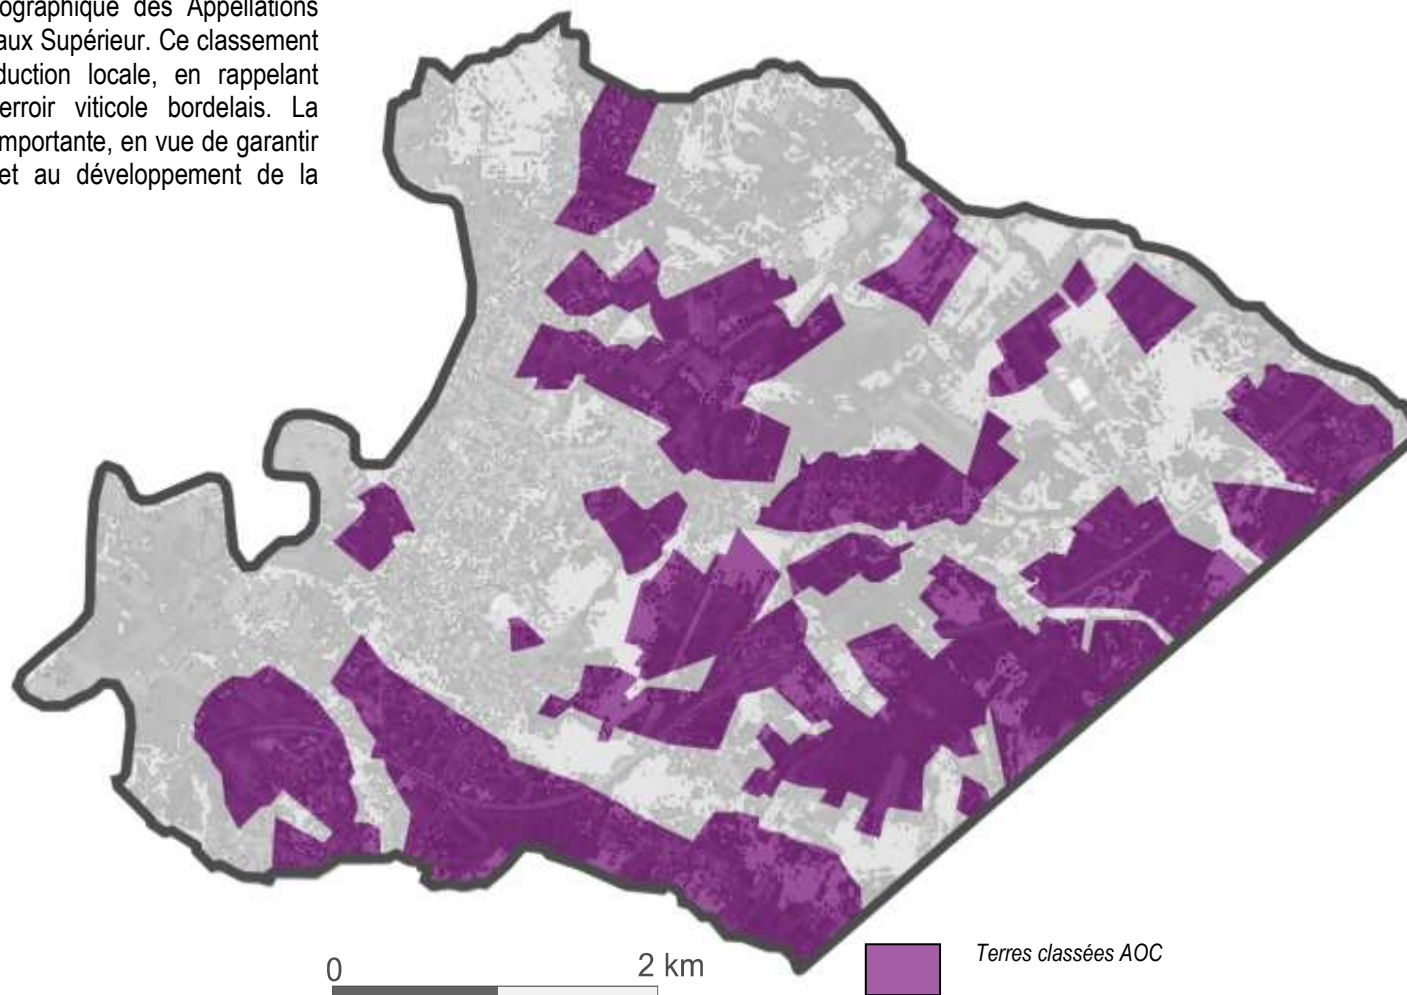 ographique des Appellations
aux Supérieur. Ce classement
duction locale, en rappelant
erroir viticole bordelais. La
mportante, en vue de garantir
et au développement de la
0 2 km
Terres classées AOC